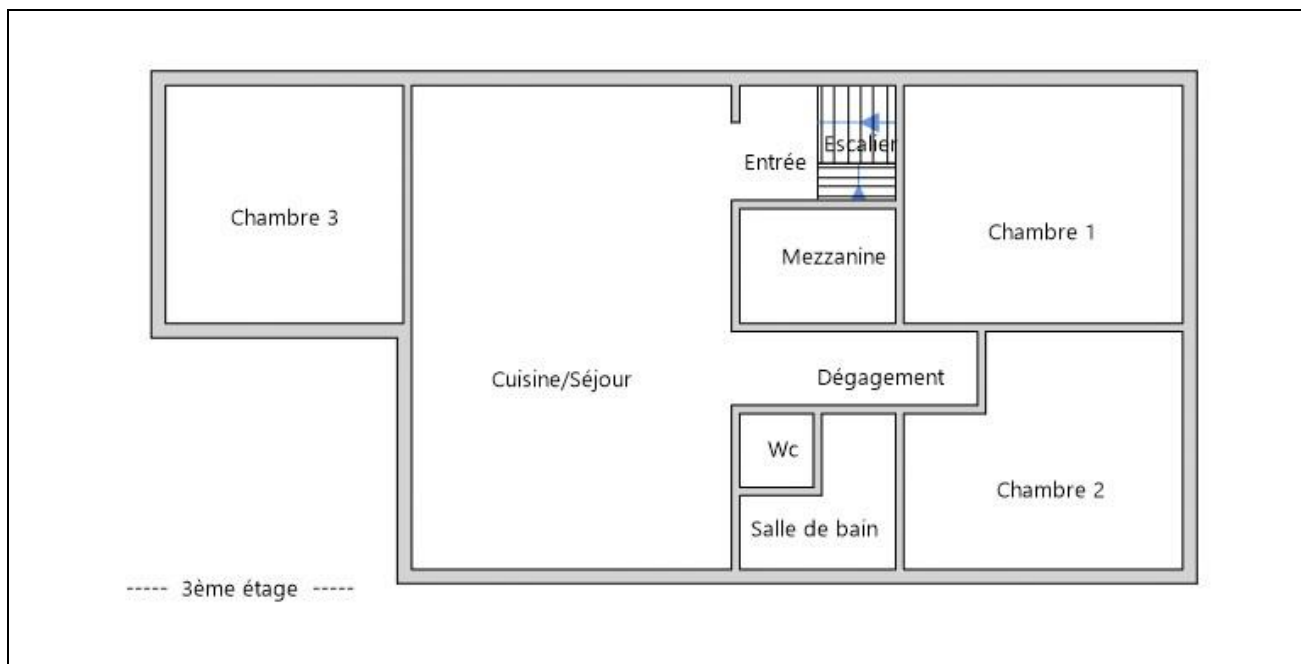 Escalier
Entrée
Chambre 3
Chambre 1
Mezzanine
Cuisine/Séjour
Dégagement
Wc
Chambre 2
Salle de bain
----- 3ème étage -----